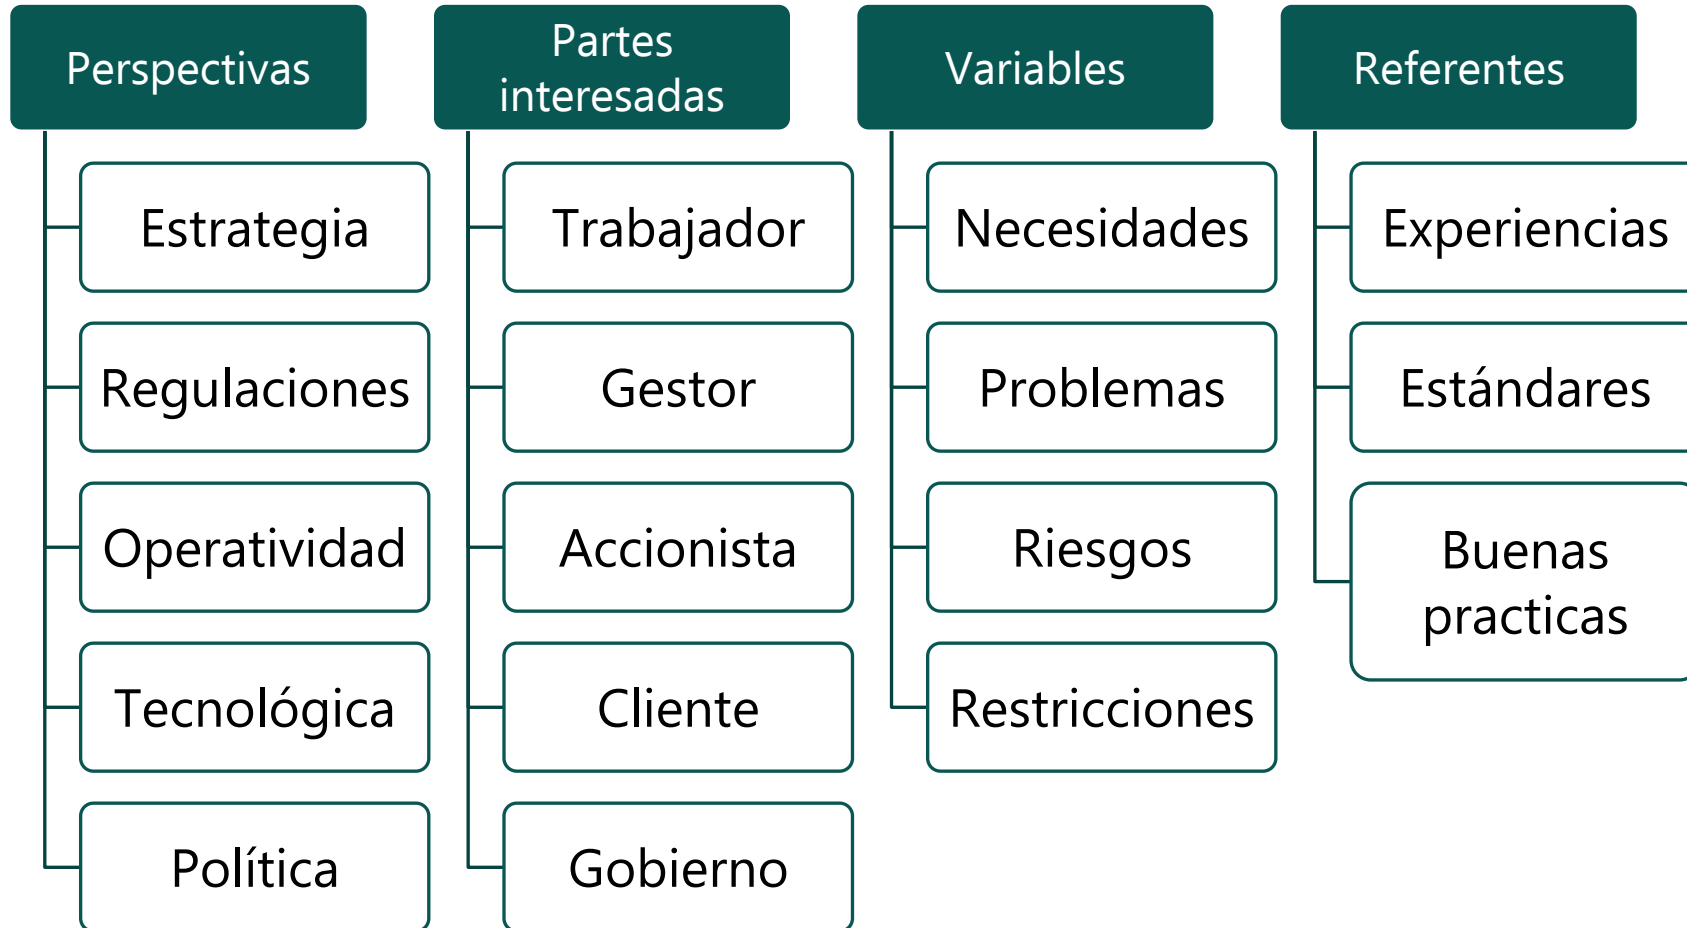 Perspectivas
Estrategia
Regulaciones
Operatividad
Tecnológica
Política
Partes
interesadas
Trabajador
Gestor
Accionista
Cliente
Gobierno
Variables
Necesidades
Problemas
Riesgos
Restricciones
Referentes
Experiencias
Estándares
Buenas
practicas